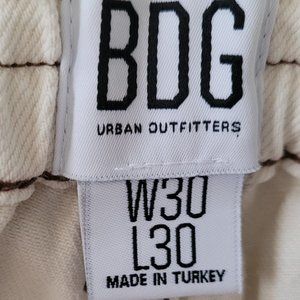 BDG
URBAN OUTFITTERS
W30
L30
MADE IN TURKEY